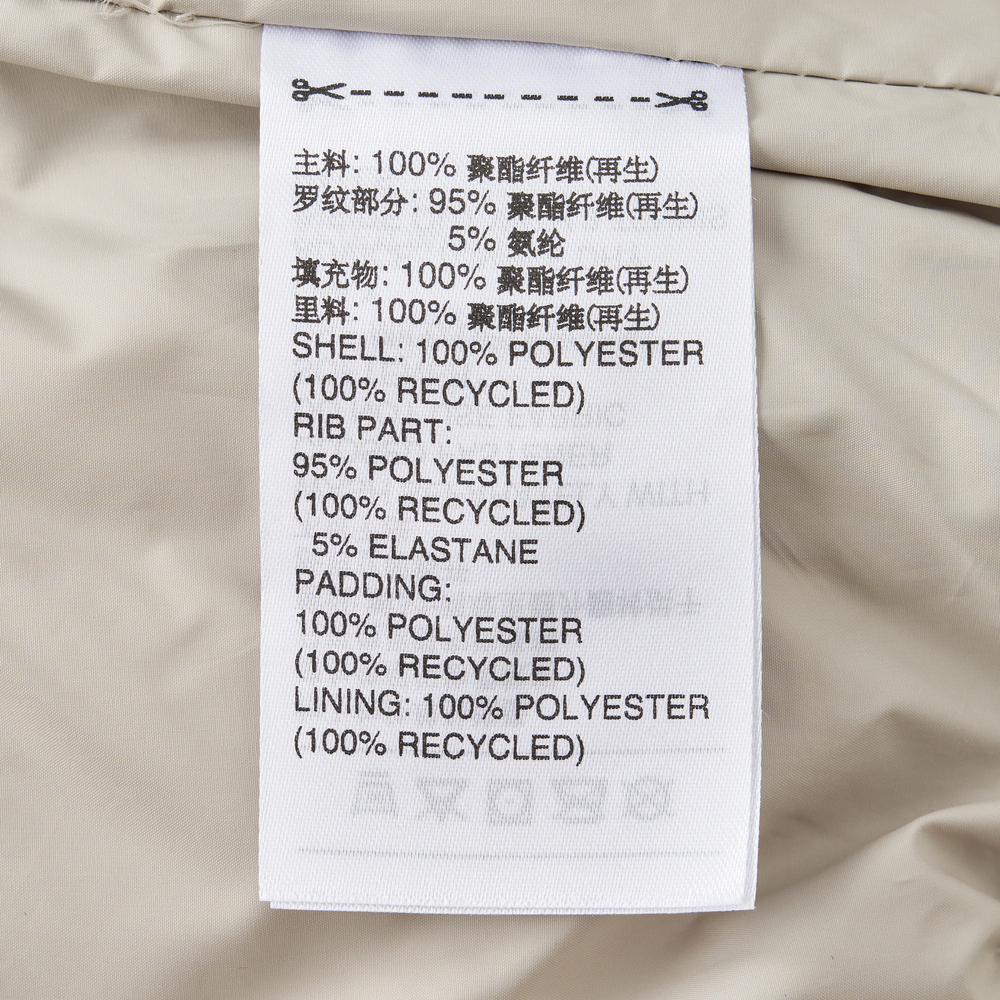 主料: 100% 聚酯纤维(再生)
罗纹部分: 95% 聚酯纤维(再生)
5% 氨纶
填充物: 100% 聚酯纤维(再生)
里料: 100% 聚酯纤维(再生)
SHELL: 100% POLYESTER
(100% RECYCLED)
RIB PART:
95% POLYESTER
(100% RECYCLED)
5% ELASTANE
PADDING:
100% POLYESTER
(100% RECYCLED)
LINING: 100% POLYESTER
(100% RECYCLED)